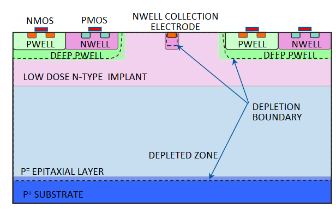 NMOS
PMOS
NWELL COLLECTION
ELECTRODE
PWELL
NWELL
PWELL
NWELL
DEEP PWELL
DEEP PWELL
LOW DOSE N-TYPE IMPLANT
DEPLETION
BOUNDARY
DEPLETED ZONE
P⁻ EPITAXIAL LAYER
P⁺ SUBSTRATE